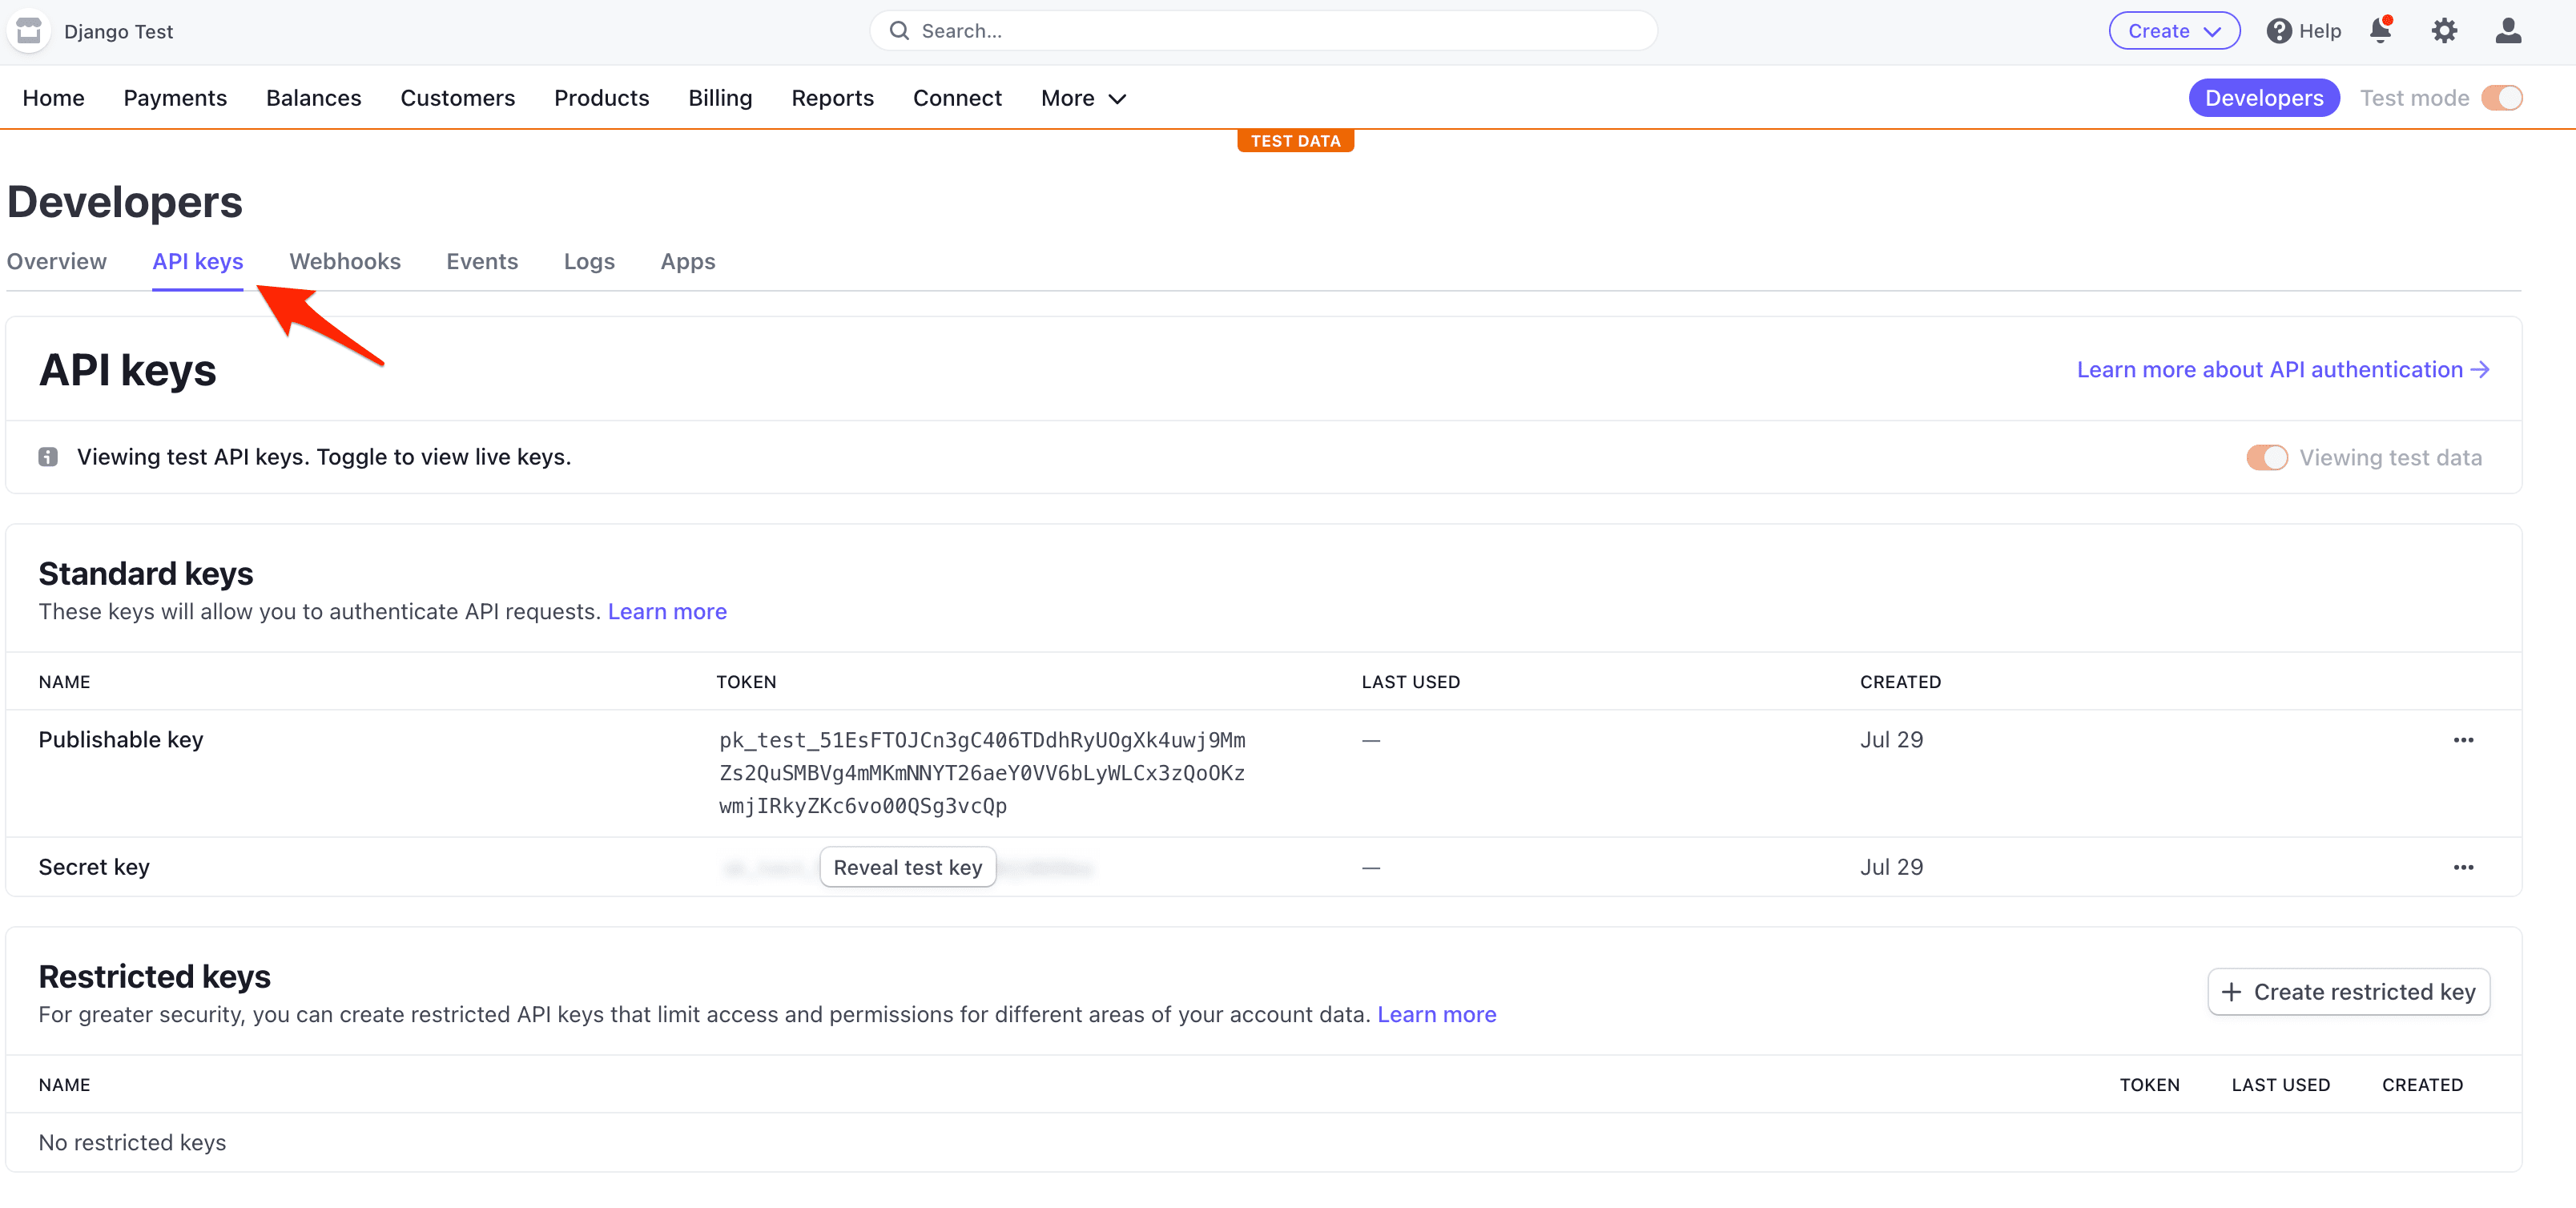 Django Test
Search...
Create
Help
Home Payments Balances Customers Products Billing Reports Connect More
Developers Test mode
TEST DATA
Developers
Overview API keys Webhooks Events Logs Apps
API keys
Learn more about API authentication →
Viewing test API keys. Toggle to view live keys.
Viewing test data
Standard keys
These keys will allow you to authenticate API requests. Learn more
NAME TOKEN LAST USED CREATED
Publishable key pk_test_51EsFTOJCn3gC406TDdhRyUOgXk4uwj9Mm — Jul 29 •••
Zs2QuSMBVg4mMKmNNYT26aeY0VV6bLyWLCx3zQoOKz
wmjIRkyZKc6vo00QSg3vcQp
Secret key Reveal test key — Jul 29 •••
Restricted keys
For greater security, you can create restricted API keys that limit access and permissions for different areas of your account data. Learn more
+ Create restricted key
NAME TOKEN LAST USED CREATED
No restricted keys